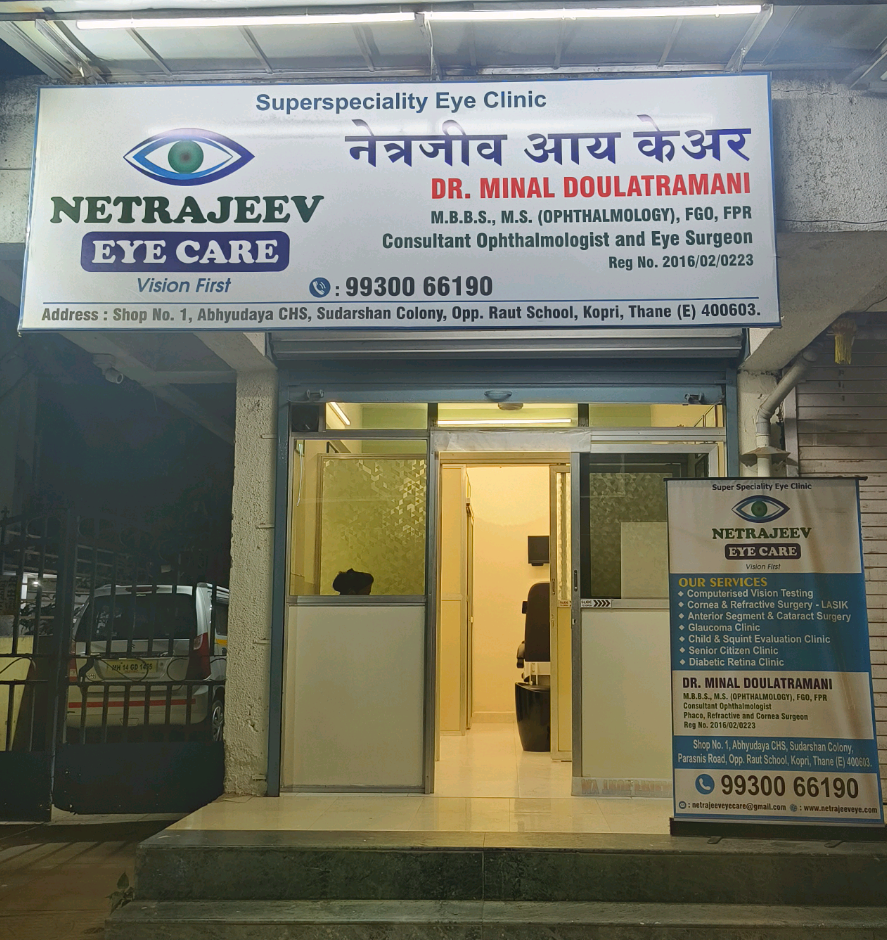 Superspeciality Eye Clinic
नेत्रजीव आय केअर
NETRAJEEV
EYE CARE
Vision First
DR. MINAL DOULATRAMANI
M.B.B.S., M.S. (OPHTHALMOLOGY), FGO, FPR
Consultant Ophthalmologist and Eye Surgeon
Reg No. 2016/02/0223
: 99300 66190
Address : Shop No. 1, Abhyudaya CHS, Sudarshan Colony, Opp. Raut School, Kopri, Thane (E) 400603.
Super Speciality Eye Clinic
NETRAJEEV
EYE CARE
Vision First
OUR SERVICES
Computerised Vision Testing
Cornea & Refractive Surgery - LASIK
Anterior Segment & Cataract Surgery
Glaucoma Clinic
Child & Squint Evaluation Clinic
Senior Citizen Clinic
Diabetic Retina Clinic
DR. MINAL DOULATRAMANI
M.B.B.S., M.S. (OPHTHALMOLOGY), FGO, FPR
Consultant Ophthalmologist
Phaco, Refractive and Cornea Surgeon
Reg No. 2016/02/0223
Shop No. 1, Abhyudaya CHS, Sudarshan Colony,
Parasnis Road, Opp. Raut School, Kopri, Thane (E) 400603.
99300 66190
: netrajeeveyecare@gmail.com : www.netrajeeveye.com